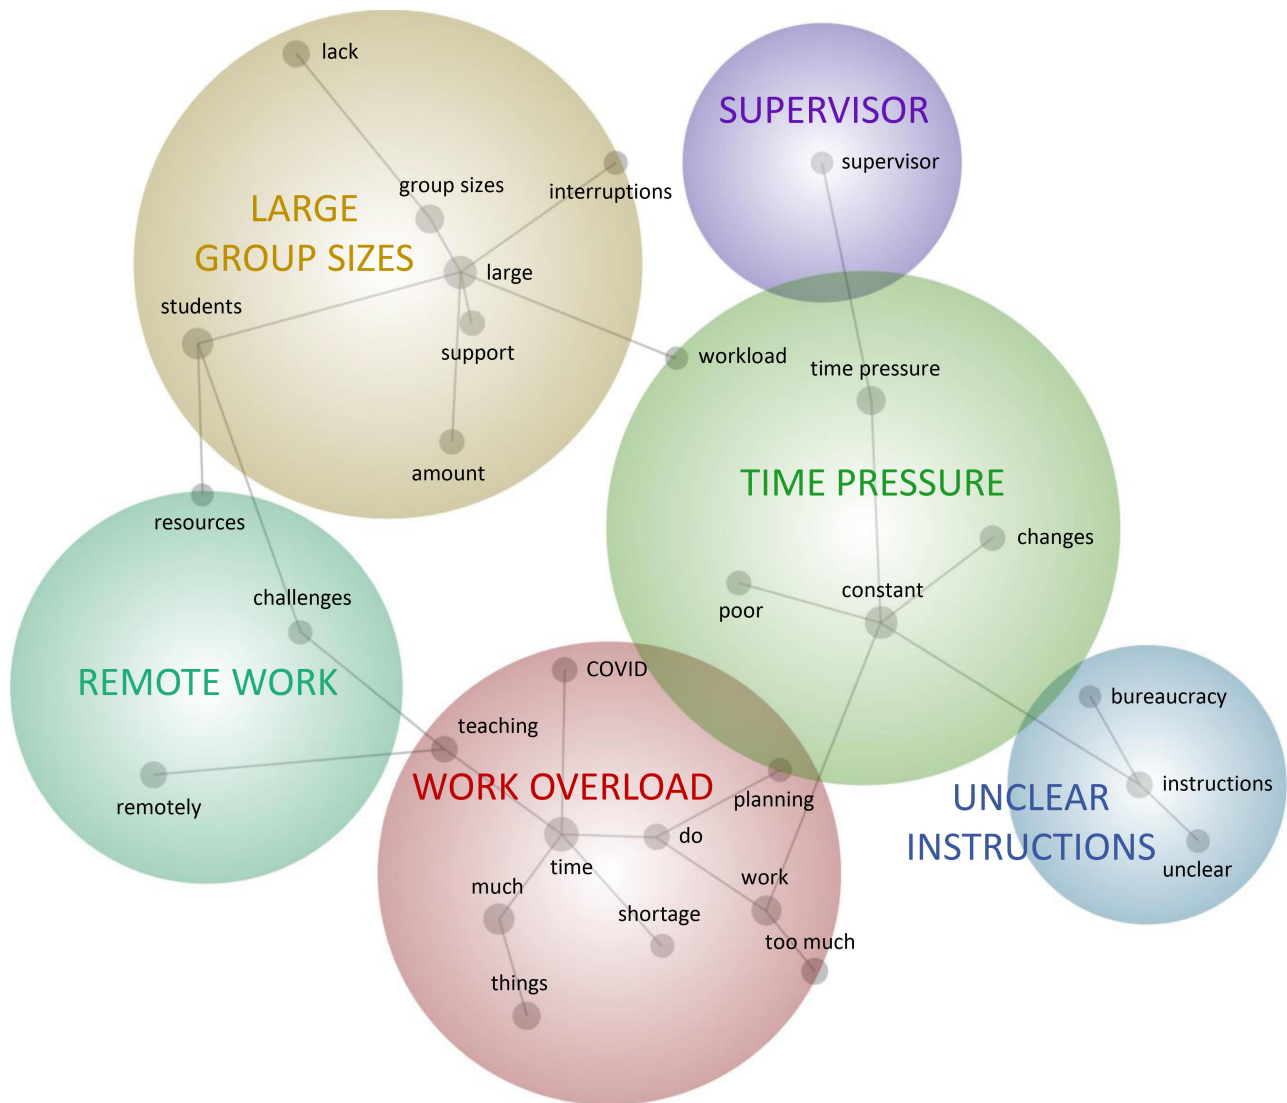 lack
SUPERVISOR
supervisor
group sizes
interruptions
LARGE
GROUP SIZES
large
students
support
workload
time pressure
amount
TIME PRESSURE
resources
changes
challenges
constant
poor
REMOTE WORK
COVID
bureaucracy
teaching
WORK OVERLOAD
instructions
planning
UNCLEAR
INSTRUCTIONS
remotely
do
time
unclear
much
work
shortage
too much
things